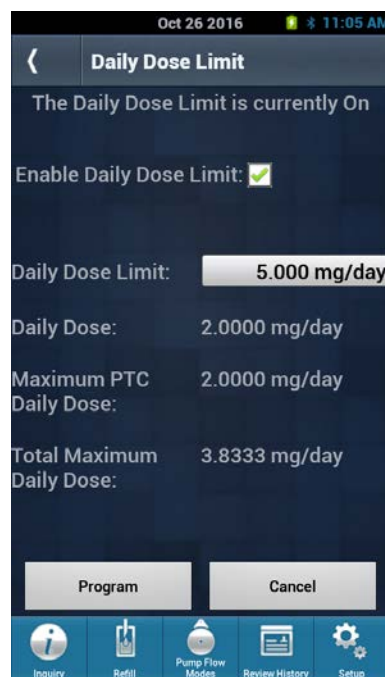 Oct 26 2016 11:05 AM
Daily Dose Limit
The Daily Dose Limit is currently On
Enable Daily Dose Limit:
Daily Dose Limit: 5.000 mg/day
Daily Dose: 2.0000 mg/day
Maximum PTC 2.0000 mg/day
Daily Dose:
Total Maximum 3.8333 mg/day
Daily Dose:
Program Cancel
Inquiry Refill Pump Flow Modes Review History Setup